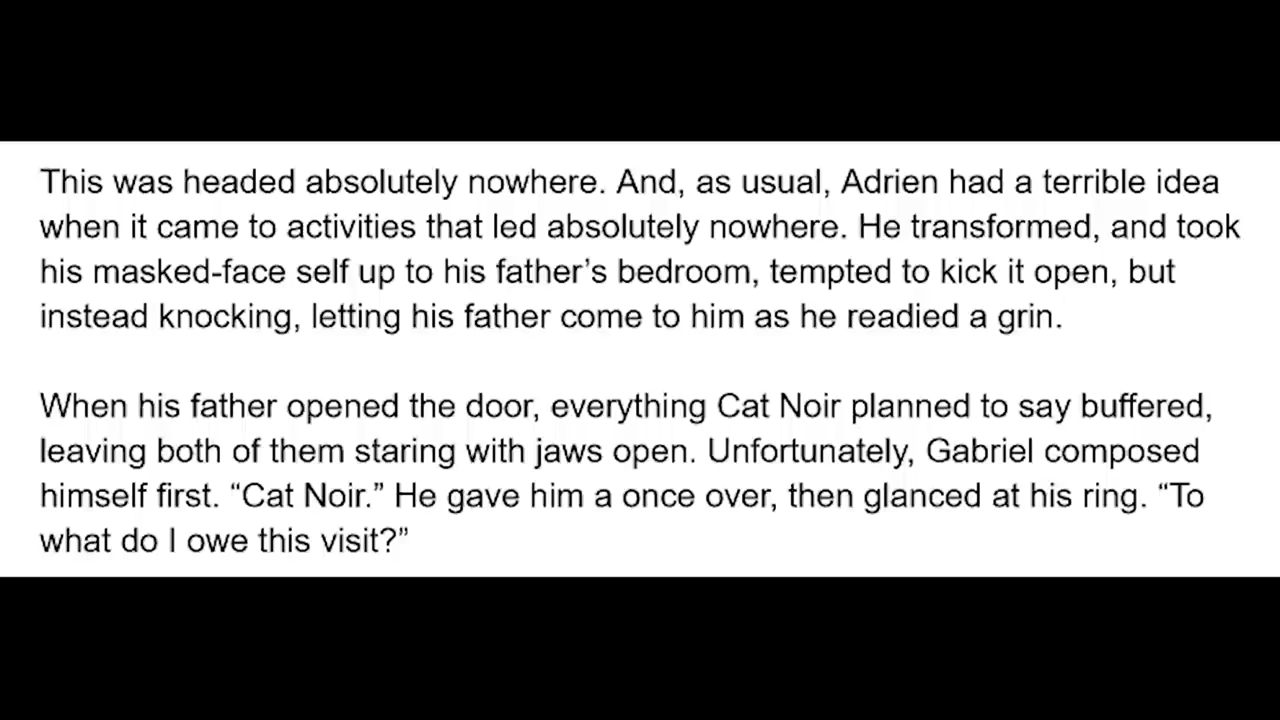 This was headed absolutely nowhere. And, as usual, Adrien had a terrible idea
when it came to activities that led absolutely nowhere. He transformed, and took
his masked-face self up to his father’s bedroom, tempted to kick it open, but
instead knocking, letting his father come to him as he readied a grin.
When his father opened the door, everything Cat Noir planned to say buffered,
leaving both of them staring with jaws open. Unfortunately, Gabriel composed
himself first. “Cat Noir.” He gave him a once over, then glanced at his ring. “To
what do I owe this visit?”